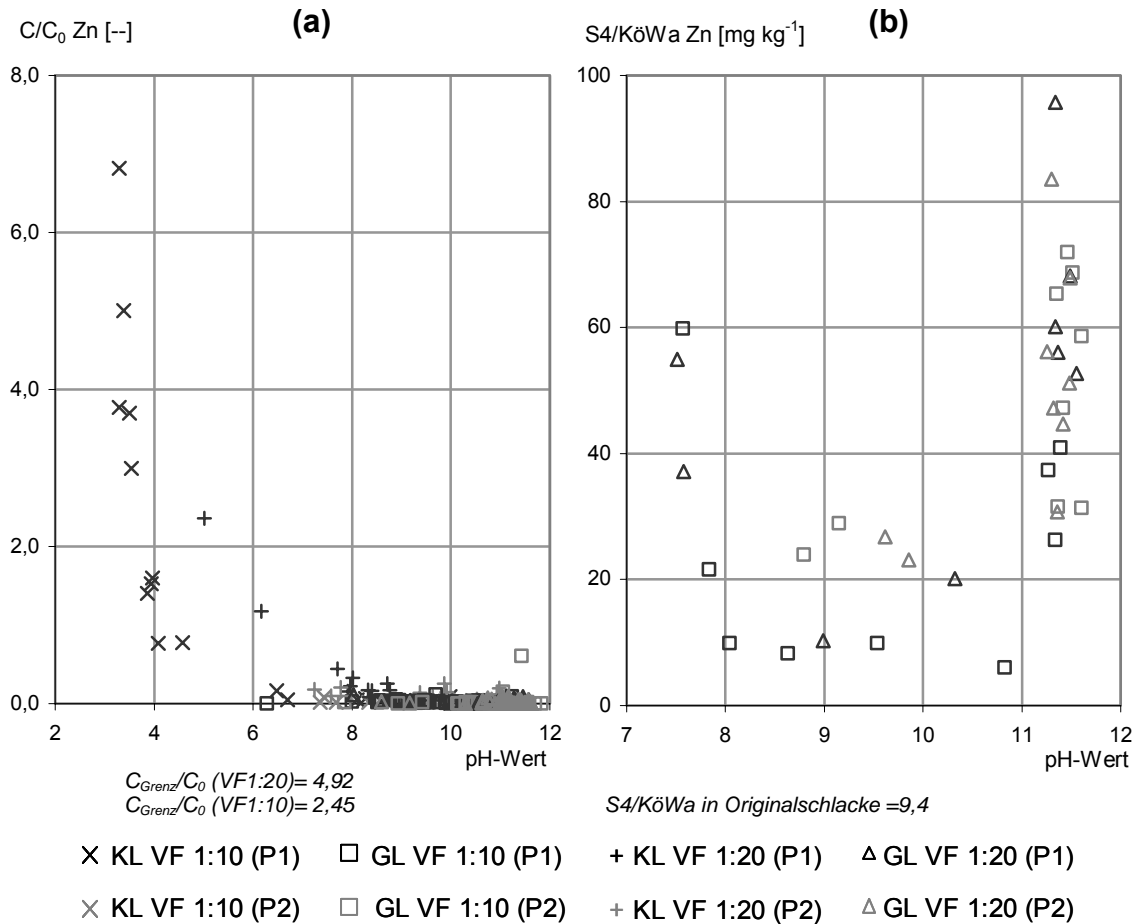 (a)
(b)
C/C₀ Zn [--]
S4/KöWa Zn [mg kg⁻¹]
8,0
6,0
4,0
2,0
0,0
2 4 6 8 10 12
pH-Wert
100
80
60
40
20
0
7 8 9 10 11 12
pH-Wert
C_Grenz/C₀ (VF1:20)= 4,92
C_Grenz/C₀ (VF1:10)= 2,45
S4/KöWa in Originalschlacke =9,4
KL VF 1:10 (P1) GL VF 1:10 (P1) KL VF 1:20 (P1) GL VF 1:20 (P1)
KL VF 1:10 (P2) GL VF 1:10 (P2) KL VF 1:20 (P2) GL VF 1:20 (P2)